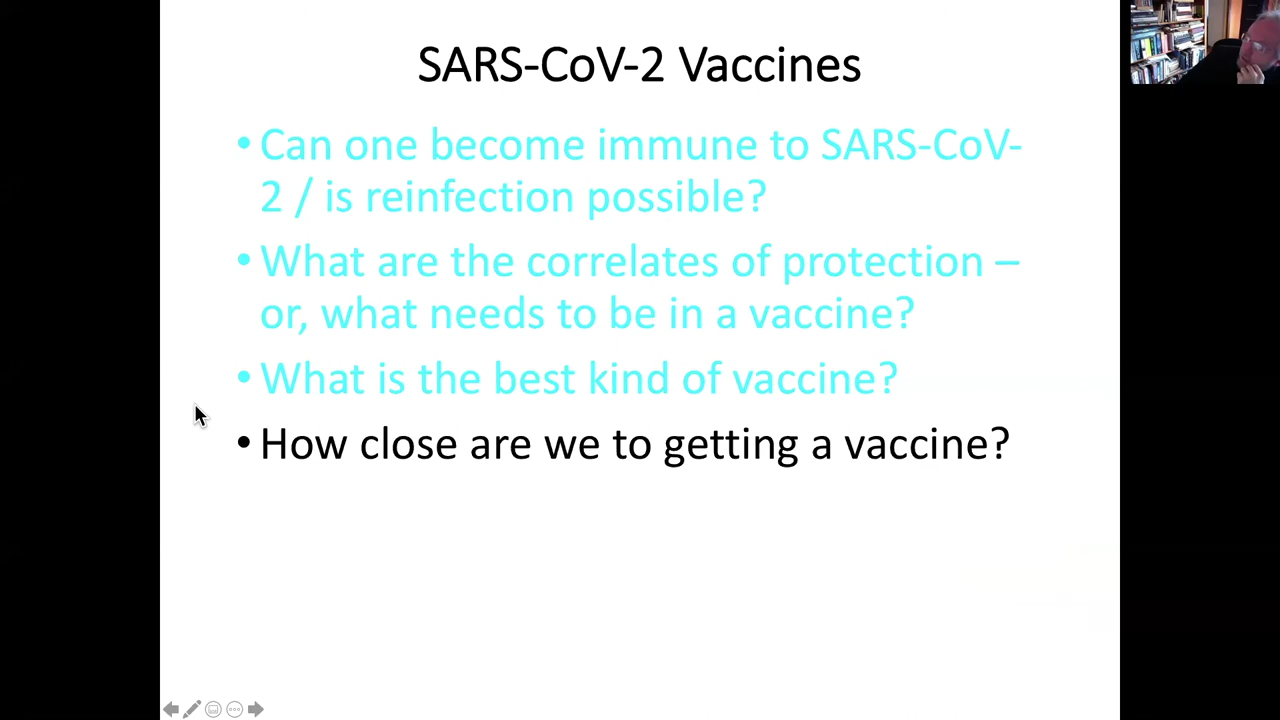 SARS-CoV-2 Vaccines
• Can one become immune to SARS-CoV-
2 / is reinfection possible?
• What are the correlates of protection –
or, what needs to be in a vaccine?
• What is the best kind of vaccine?
• How close are we to getting a vaccine?